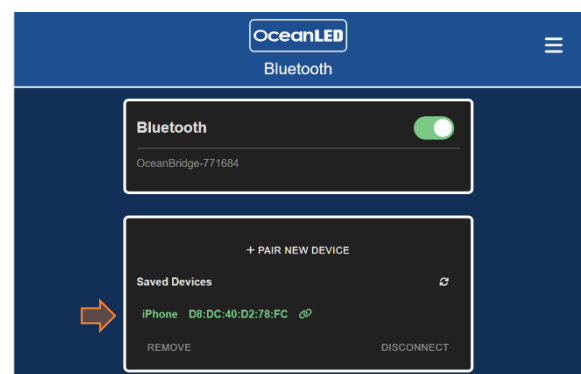 OceanLED
Bluetooth
Bluetooth
OceanBridge-771684
+ PAIR NEW DEVICE
Saved Devices
iPhone D8:DC:40:D2:78:FC
REMOVE DISCONNECT